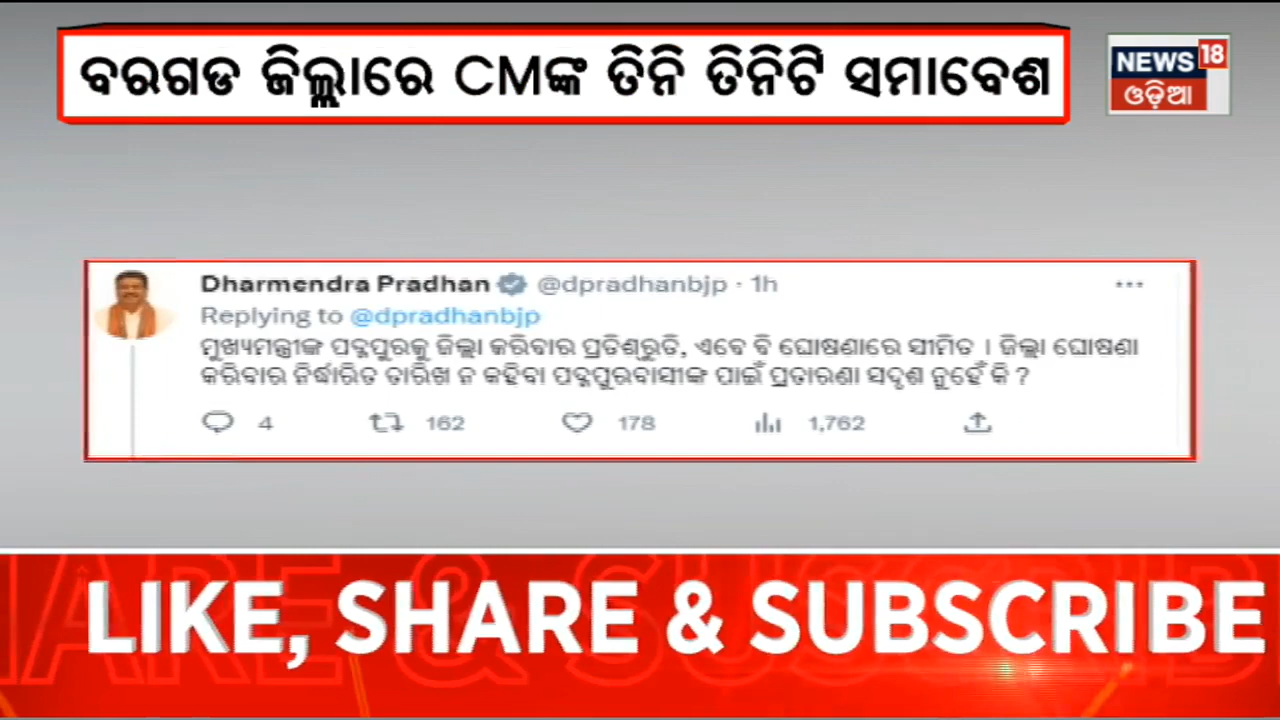 ବରଗଡ ଜିଲ୍ଲାରେ CMଙ୍କ ତିନି ତିନିଟି ସମାବେଶ
NEWS 18
ଓଡ଼ିଆ
Dharmendra Pradhan @dpradhanbjp · 1h
Replying to @dpradhanbjp
ମୁଖ୍ୟମନ୍ତ୍ରୀଙ୍କ ପଦ୍ମପୁରକୁ ଜିଲ୍ଲା କରିବାର ପ୍ରତିଶ୍ରୁତି, ଏବେ ବି ଘୋଷଣାରେ ସୀମିତ । ଜିଲ୍ଲା ଘୋଷଣା
କରିବାର ନିର୍ଦ୍ଧାରିତ ତାରିଖ ନ କହିବା ପଦ୍ମପୁରବାସୀଙ୍କ ପାଇଁ ପ୍ରତାରଣା ସଦୃଶ ନୁହେଁ କି ?
4 162 178 1,762
LIKE, SHARE & SUBSCRIBE